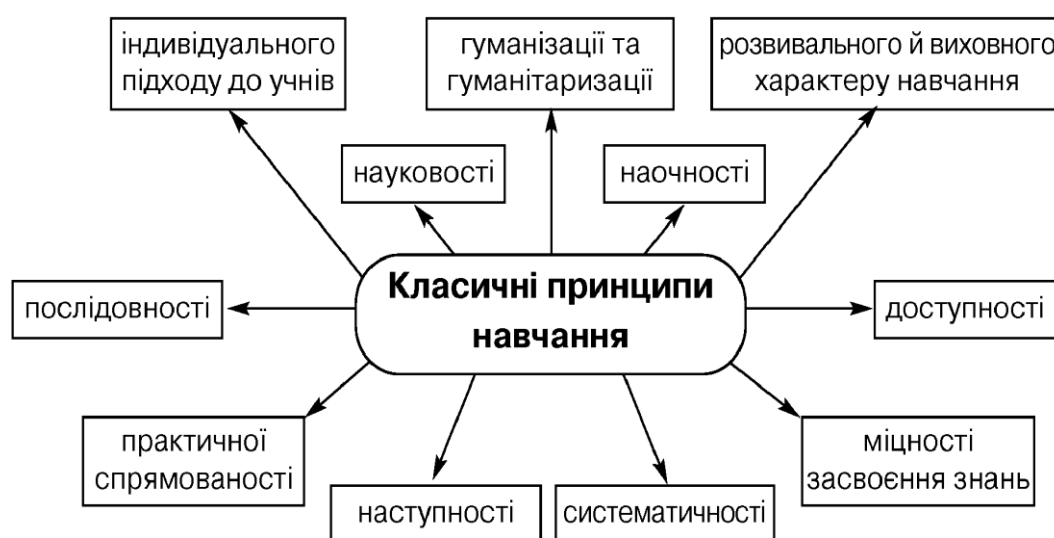 індивідуального
підходу до учнів
гуманізації та
гуманітаризації
розвивального й виховного
характеру навчання
науковості
наочності
Класичні принципи
навчання
послідовності
доступності
практичної
спрямованості
міцності
засвоєння знань
наступності
систематичності